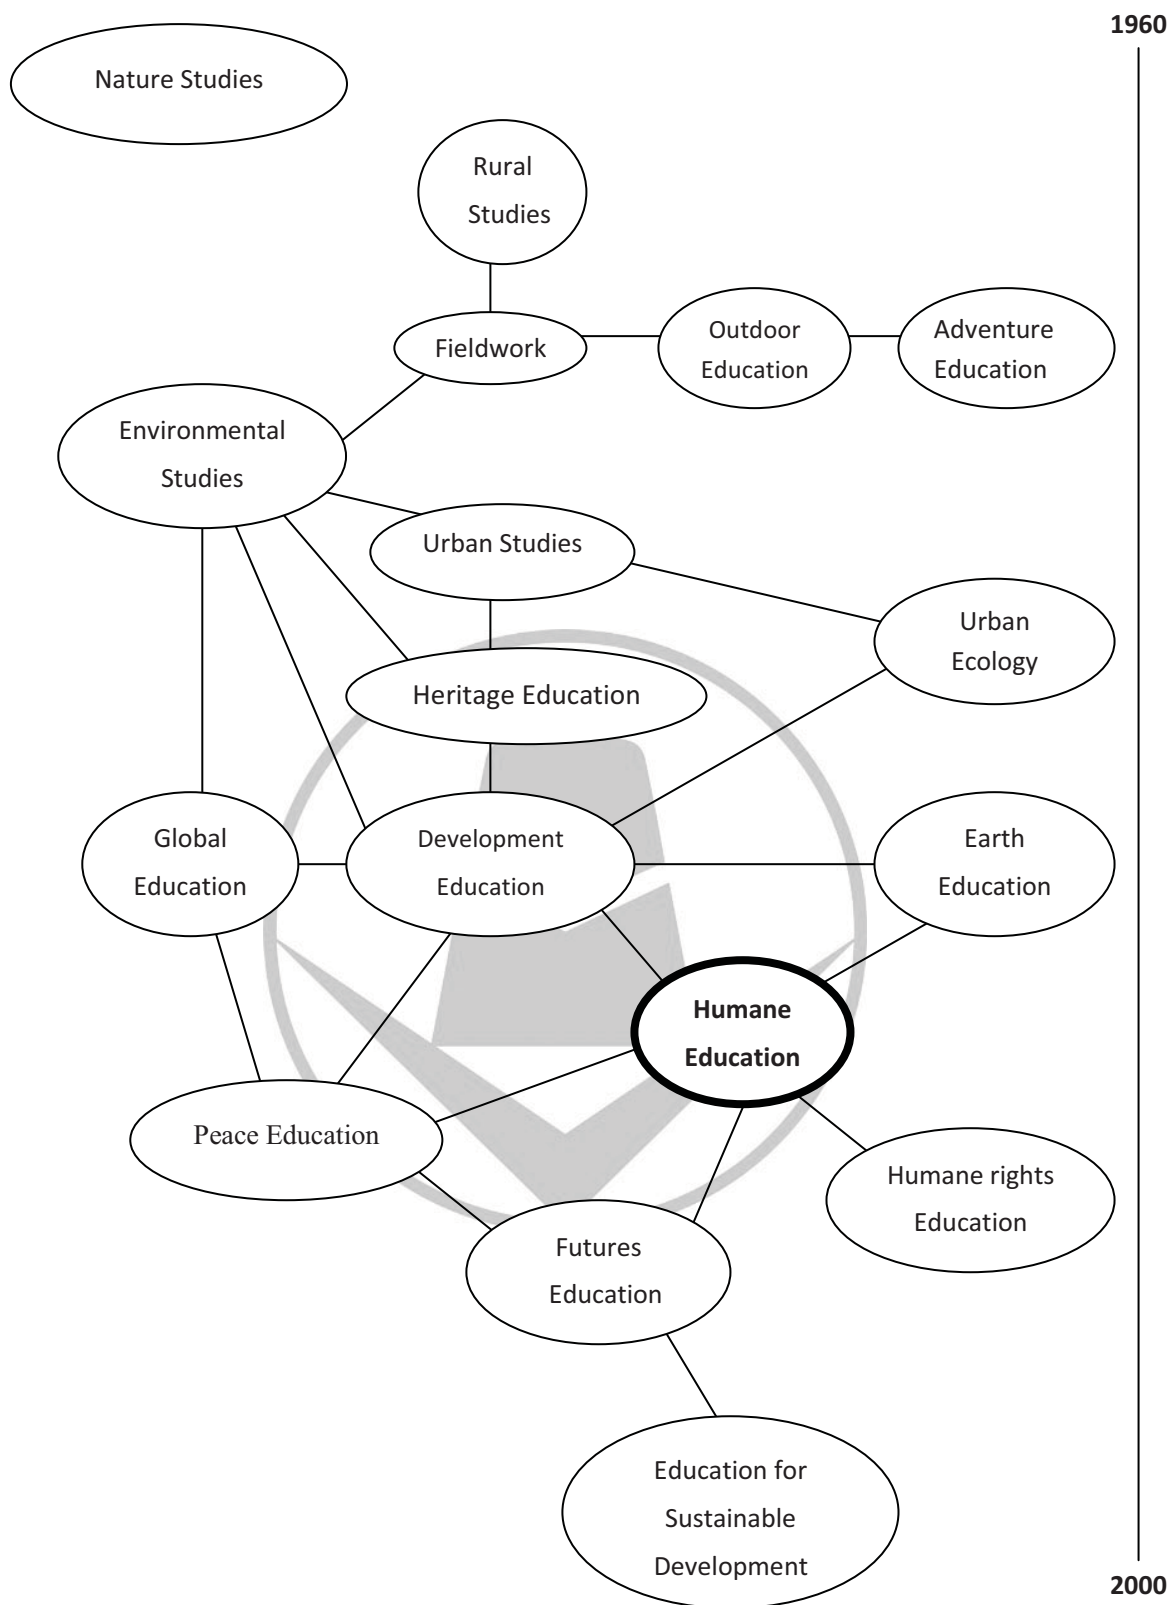 1960
Nature Studies
Rural
Studies
Fieldwork
Outdoor
Education
Adventure
Education
Environmental
Studies
Urban Studies
Urban
Ecology
Heritage Education
Global
Education
Development
Education
Earth
Education
Humane
Education
Peace Education
Humane rights
Education
Futures
Education
Education for
Sustainable
Development
2000